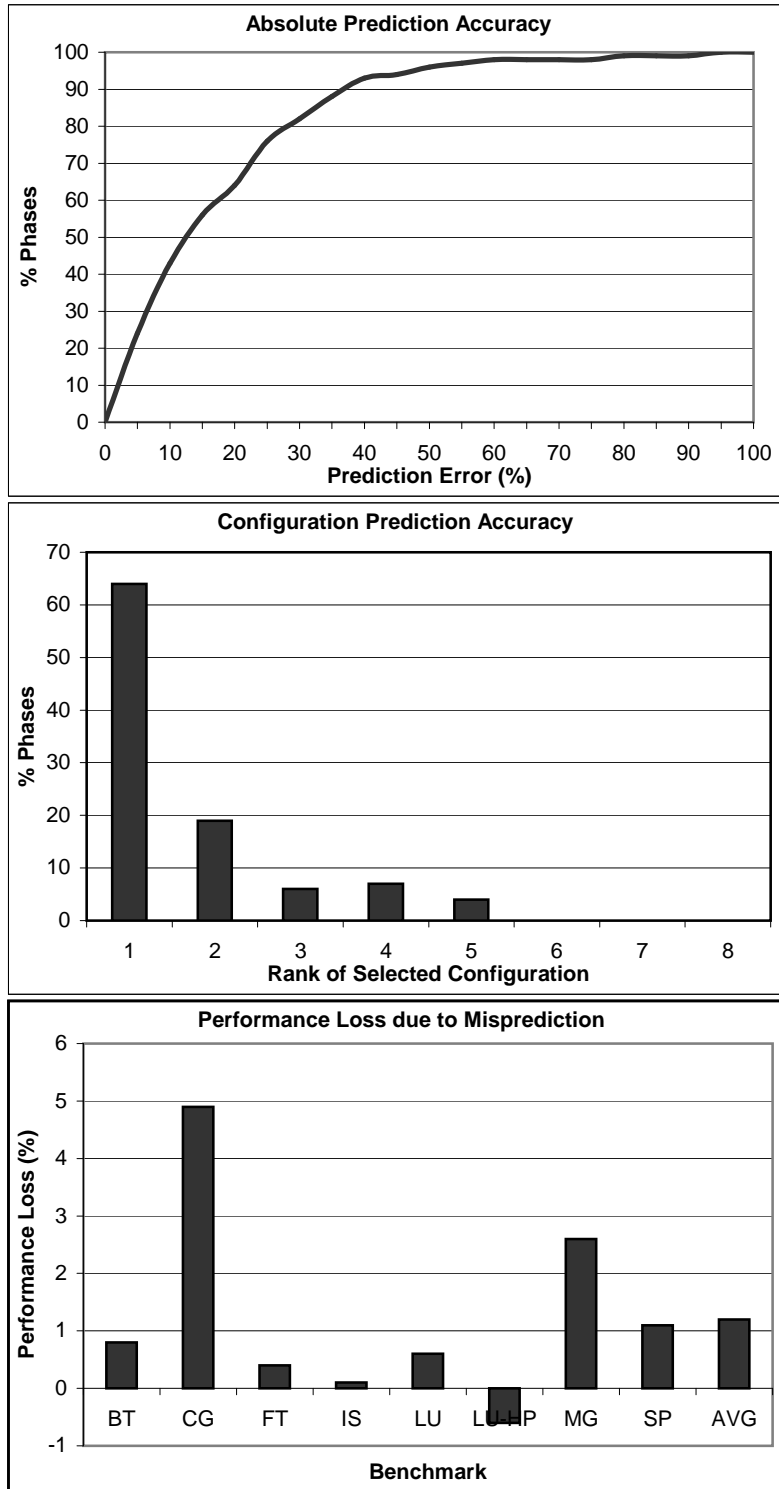 Absolute Prediction Accuracy
100
90
80
70
60
50
40
30
20
10
0
% Phases
0 10 20 30 40 50 60 70 80 90 100
Prediction Error (%)
Configuration Prediction Accuracy
70
60
50
40
30
20
10
0
% Phases
1 2 3 4 5 6 7 8
Rank of Selected Configuration
Performance Loss due to Misprediction
6
5
4
3
2
1
0
-1
Performance Loss (%)
BT CG FT IS LU LU-HP MG SP AVG
Benchmark